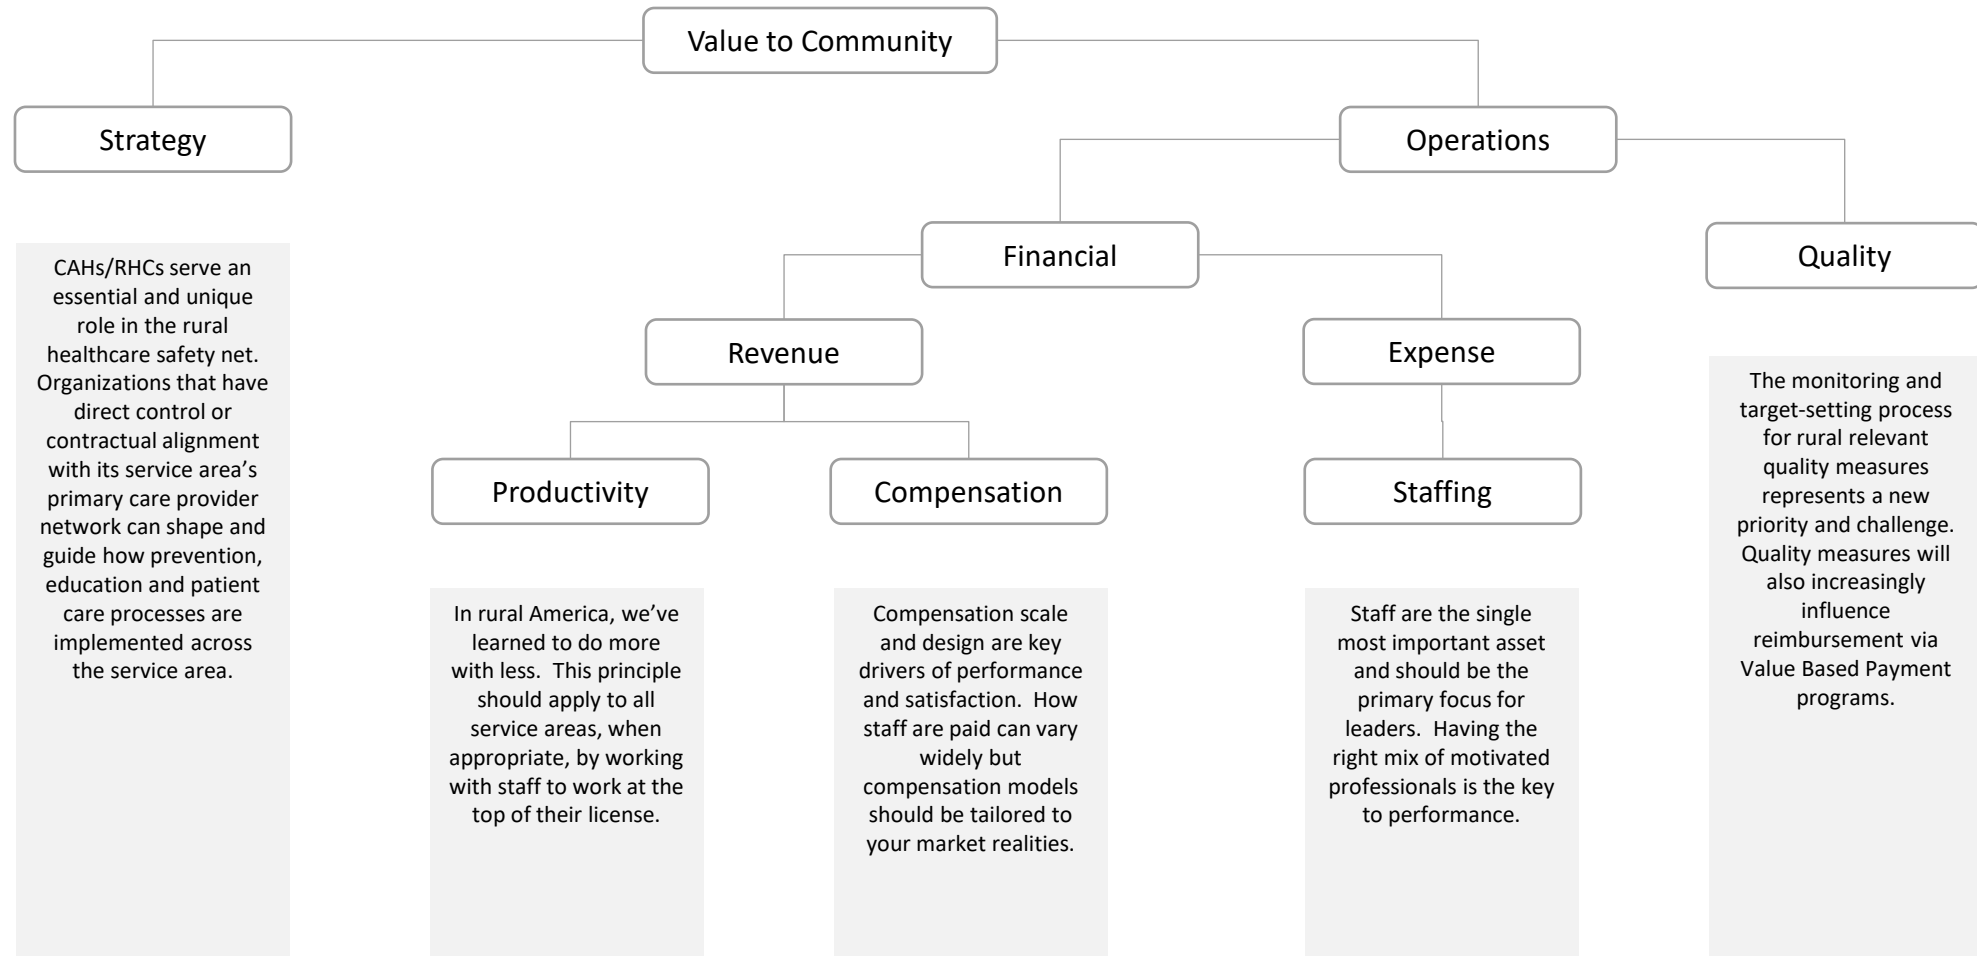 Value to Community
Strategy
Operations
Financial
Quality
Revenue
Expense
Productivity
Compensation
Staffing
CAHs/RHCs serve an
essential and unique
role in the rural
healthcare safety net.
Organizations that have
direct control or
contractual alignment
with its service area’s
primary care provider
network can shape and
guide how prevention,
education and patient
care processes are
implemented across
the service area.
In rural America, we’ve
learned to do more
with less.  This principle
should apply to all
service areas, when
appropriate, by working
with staff to work at the
top of their license.
Compensation scale
and design are key
drivers of performance
and satisfaction.  How
staff are paid can vary
widely but
compensation models
should be tailored to
your market realities.
Staff are the single
most important asset
and should be the
primary focus for
leaders.  Having the
right mix of motivated
professionals is the key
to performance.
The monitoring and
target-setting process
for rural relevant
quality measures
represents a new
priority and challenge.
Quality measures will
also increasingly
influence
reimbursement via
Value Based Payment
programs.